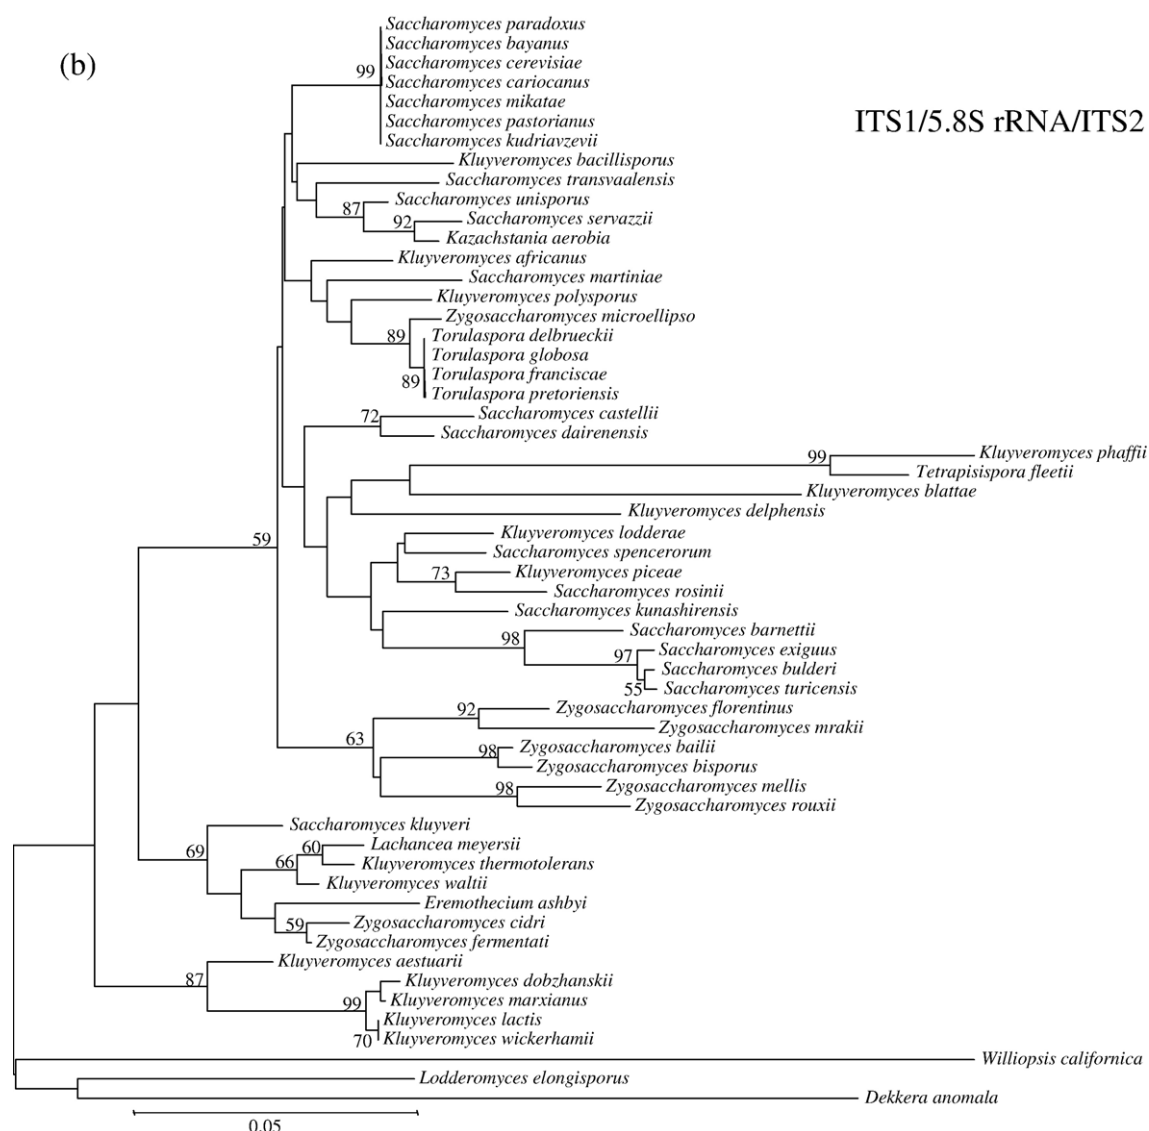 Saccharomyces paradoxus
Saccharomyces bayanus
(b)
Saccharomyces cerevisiae
99
Saccharomyces cariocanus
Saccharomyces mikatae
ITS1/5.8S rRNA/ITS2
Saccharomyces pastorianus
Saccharomyces kudriavzevii
Kluyveromyces bacillisporus
Saccharomyces transvaalensis
87
Saccharomyces unisporus
92
Saccharomyces servazzii
Kazachstania aerobia
Kluyveromyces africanus
Saccharomyces martiniae
Kluyveromyces polysporus
Zygosaccharomyces microellipso
89
Torulaspora delbrueckii
Torulaspora globosa
Torulaspora franciscae
89
Torulaspora pretoriensis
72
Saccharomyces castellii
Saccharomyces dairenensis
99
Kluyveromyces phaffii
Tetrapisispora fleetii
Kluyveromyces blattae
Kluyveromyces delphensis
Kluyveromyces lodderae
59
Saccharomyces spencerorum
73
Kluyveromyces piceae
Saccharomyces rosinii
Saccharomyces kunashirensis
98
Saccharomyces barnettii
97
Saccharomyces exiguus
Saccharomyces bulderi
55
Saccharomyces turicensis
92
Zygosaccharomyces florentinus
Zygosaccharomyces mrakii
63
98
Zygosaccharomyces bailii
Zygosaccharomyces bisporus
98
Zygosaccharomyces mellis
Zygosaccharomyces rouxii
Saccharomyces kluyveri
69
60
Lachancea meyersii
66
Kluyveromyces thermotolerans
Kluyveromyces waltii
Eremothecium ashbyi
59
Zygosaccharomyces cidri
Zygosaccharomyces fermentati
Kluyveromyces aestuarii
87
Kluyveromyces dobzhanskii
99
Kluyveromyces marxianus
Kluyveromyces lactis
70
Kluyveromyces wickerhamii
Williopsis californica
Lodderomyces elongisporus
Dekkera anomala
0.05